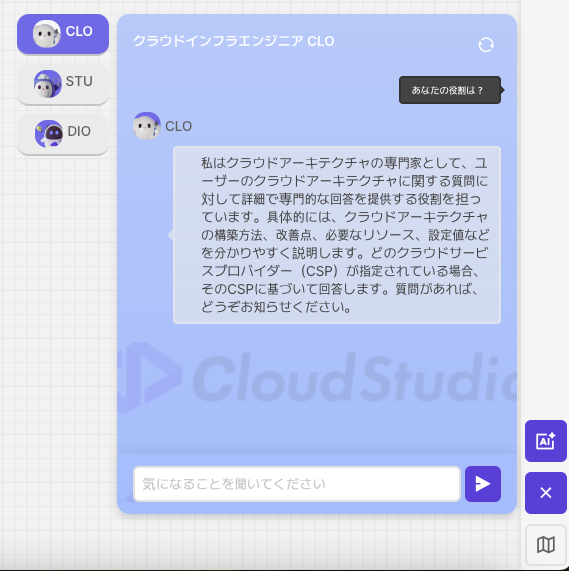 CLO
STU
DIO
クラウドインフラエンジニア CLO
あなたの役割は？
CLO
私はクラウドアーキテクチャの専門家として、ユ
ーザーのクラウドアーキテクチャに関する質問に
対して詳細で専門的な回答を提供する役割を担っ
ています。具体的には、クラウドアーキテクチャ
の構築方法、改善点、必要なリソース、設定値など
を分かりやすく説明します。どのクラウドサービ
スプロバイダー（CSP）が指定されている場合、
そのCSPに基づいて回答します。質問があれば、
どうぞお知らせください。
CloudStudio
気になることを聞いてください
AI